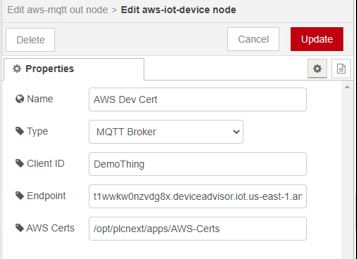 Edit aws-mqtt out node > Edit aws-iot-device node
Delete
Cancel
Update
Properties
Name
AWS Dev Cert
Type
MQTT Broker
Client ID
DemoThing
Endpoint
t1wwkw0nzvdg8x.deviceadvisor.iot.us-east-1.am
AWS Certs
/opt/plcnext/apps/AWS-Certs